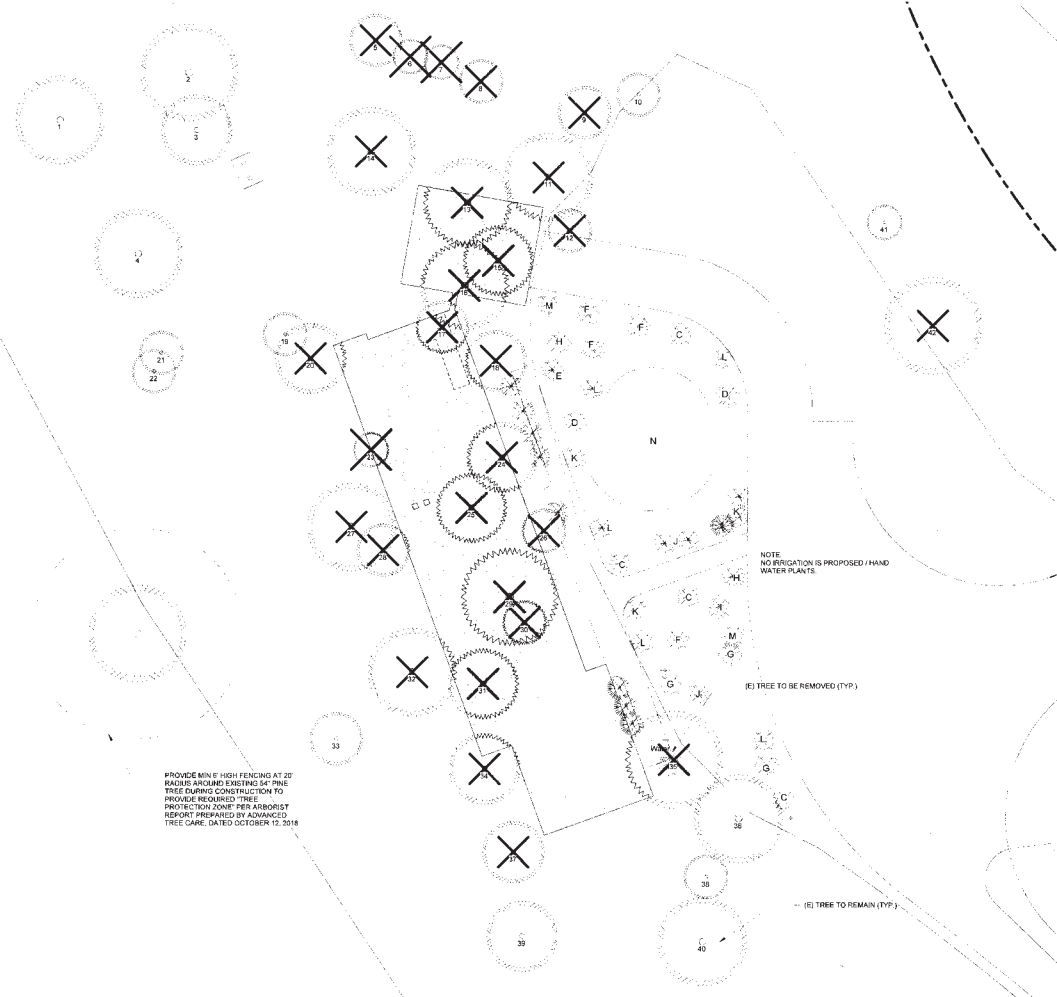 5
6
7
8
2
1
3
14
9
10
11
13
12
4
15
16
41
17
42
M
F
F
C
19
20
21
22
18
H
F
L
E
L
D
D
N
K
23
24
25
26
27
28
L
J
K
C
NOTE:
NO IRRIGATION IS PROPOSED / HAND
WATER PLANTS.
H
29
30
K
C
L
F
M
G
32
31
G
J
(E) TREE TO BE REMOVED (TYP.)
33
34
35
L
G
C
PROVIDE MIN 6' HIGH FENCING AT 20'
RADIUS AROUND EXISTING 54" PINE
TREE DURING CONSTRUCTION TO
PROVIDE REQUIRED "TREE
PROTECTION ZONE" PER ARBORIST
REPORT PREPARED BY ADVANCED
TREE CARE, DATED OCTOBER 12, 2018
36
37
38
39
40
(E) TREE TO REMAIN (TYP.)